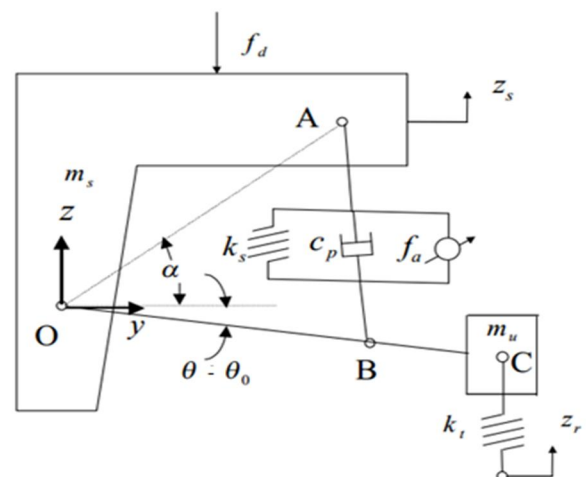 f_d
z_s
A
m_s
z
k_s
c_p
f_a
α
O
y
θ - θ_0
B
m_u
C
k_t
z_r